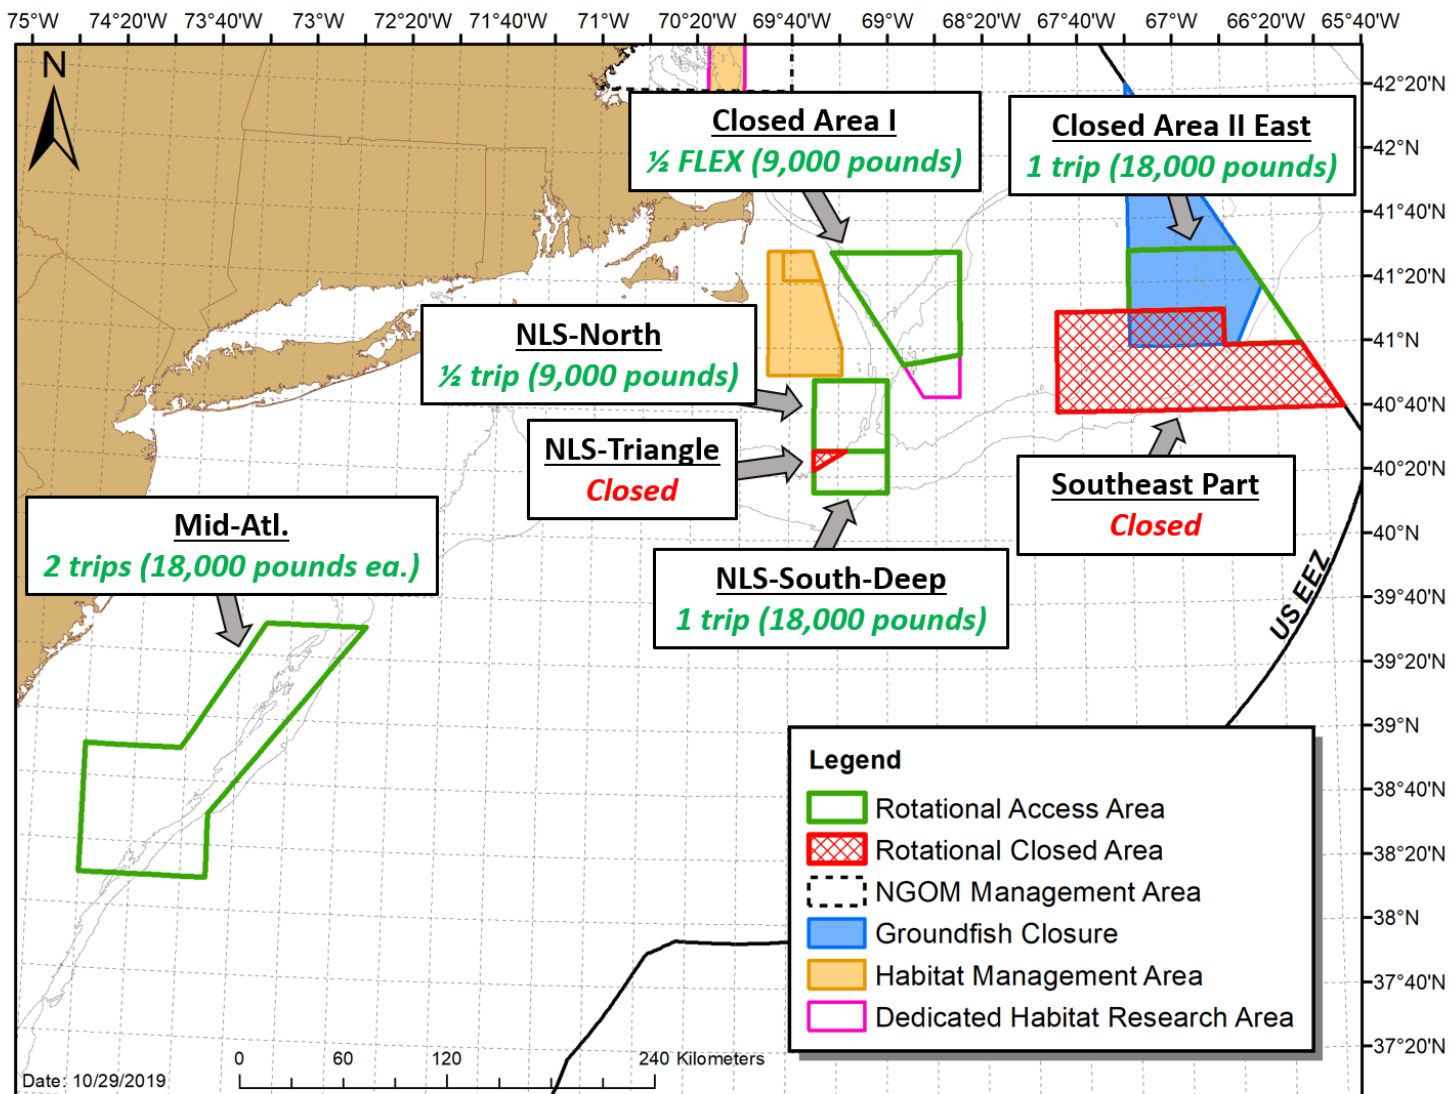 75°W 74°20'W 73°40'W 73°W 72°20'W 71°40'W 71°W 70°20'W 69°40'W 69°W 68°20'W 67°40'W 67°W 66°20'W 65°40'W
N
42°20'N
Closed Area I
½ FLEX (9,000 pounds)
Closed Area II East
1 trip (18,000 pounds)
42°N
41°40'N
41°20'N
NLS-North
½ trip (9,000 pounds)
41°N
40°40'N
NLS-Triangle
Closed
40°20'N
Southeast Part
Closed
Mid-Atl.
2 trips (18,000 pounds ea.)
40°N
NLS-South-Deep
1 trip (18,000 pounds)
US EEZ
39°40'N
39°20'N
39°N
Legend
Rotational Access Area
Rotational Closed Area
NGOM Management Area
Groundfish Closure
Habitat Management Area
Dedicated Habitat Research Area
38°40'N
38°20'N
38°N
37°40'N
37°20'N
0 60 120 240 Kilometers
Date: 10/29/2019